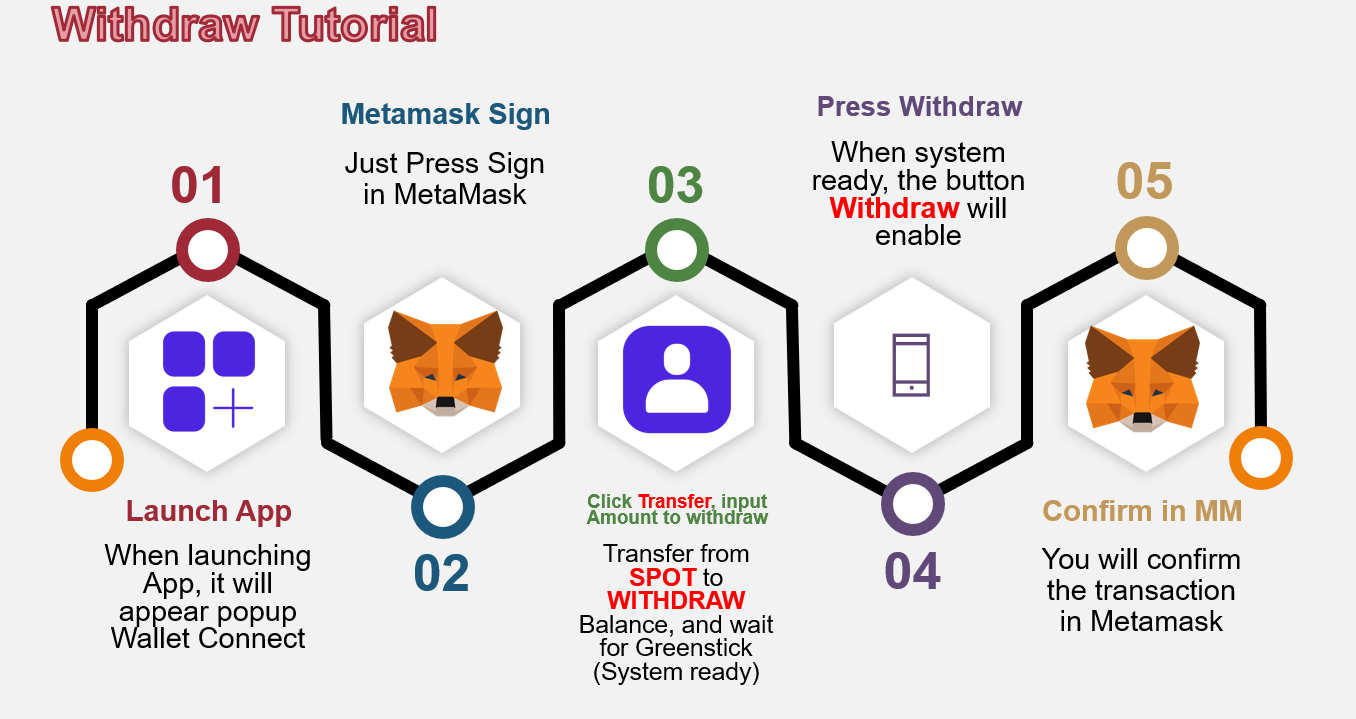 Withdraw Tutorial
01
Launch App
When launching
App, it will
appear popup
Wallet Connect
Metamask Sign
Just Press Sign
in MetaMask
02
03
Click Transfer, input
Amount to withdraw
Transfer from
SPOT to
WITHDRAW
Balance, and wait
for Greenstick
(System ready)
Press Withdraw
When system
ready, the button
Withdraw will
enable
04
05
Confirm in MM
You will confirm
the transaction
in Metamask